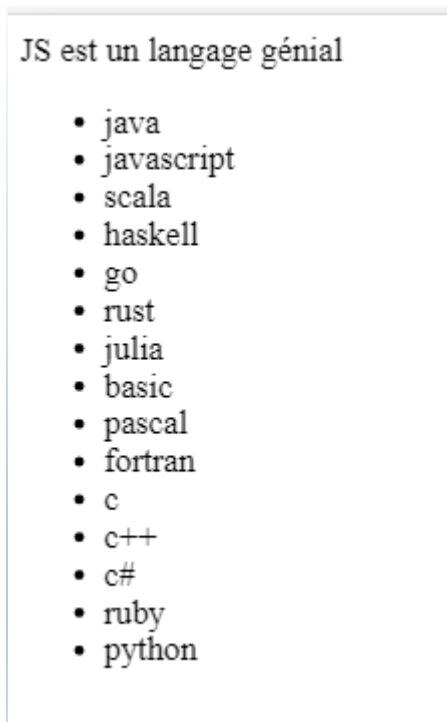 JS est un langage génial
• java
• javascript
• scala
• haskell
• go
• rust
• julia
• basic
• pascal
• fortran
• c
• c++
• c#
• ruby
• python